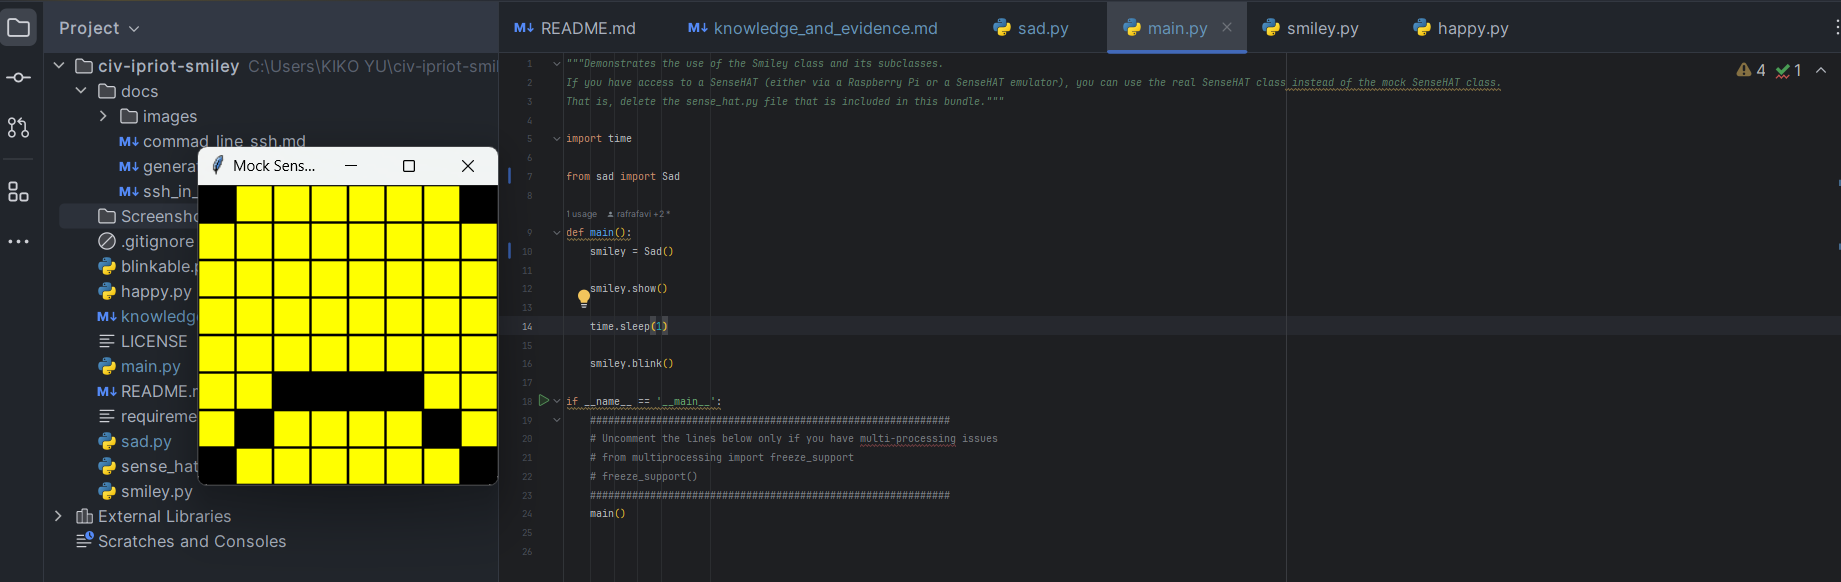 Project
README.md
knowledge_and_evidence.md
sad.py
main.py
smiley.py
happy.py
civ-ipriot-smiley C:\Users\KIKO YU\civ-ipriot-smil
docs
images
commad_line_ssh.md
genera
ssh_in_
Screensho
.gitignore
blinkable.p
happy.py
knowledge
LICENSE
main.py
README.m
requireme
sad.py
sense_hat
smiley.py
External Libraries
Scratches and Consoles
Mock Sens...
4 1
1 """Demonstrates the use of the Smiley class and its subclasses.
2 If you have access to a SenseHAT (either via a Raspberry Pi or a SenseHAT emulator), you can use the real SenseHAT class instead of the mock SenseHAT class.
3 That is, delete the sense_hat.py file that is included in this bundle."""
4
5 import time
6
7 from sad import Sad
8
1 usage rafrafavi +2 *
9 def main():
10 smiley = Sad()
11
12 smiley.show()
13
14 time.sleep(1)
15
16 smiley.blink()
17
18 if __name__ == '__main__':
19 ############################################################
20 # Uncomment the lines below only if you have multi-processing issues
21 # from multiprocessing import freeze_support
22 # freeze_support()
23 ############################################################
24 main()
25
26